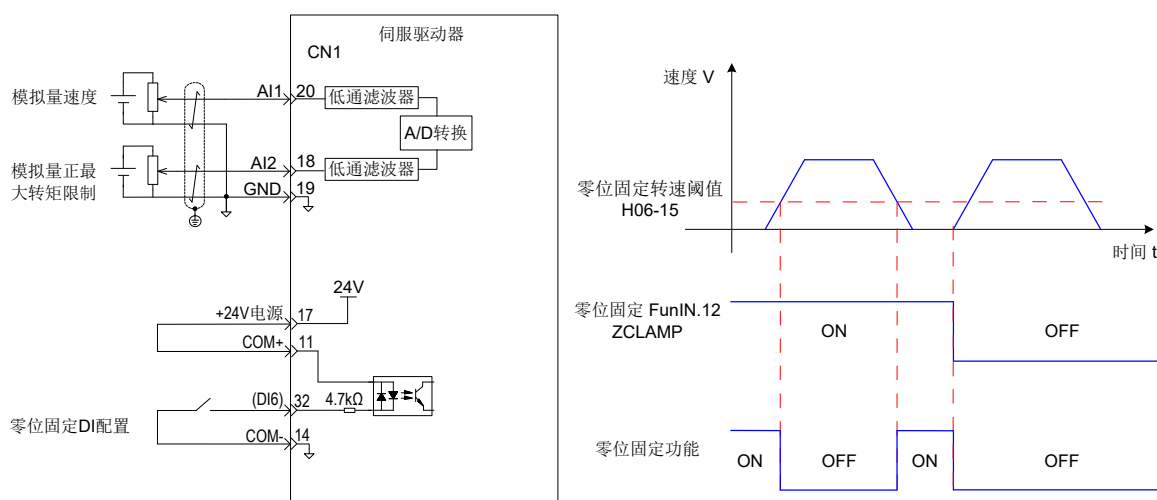 伺服驱动器
CN1
模拟量速度
AI1
20
低通滤波器
A/D转换
模拟量正最
大转矩限制
AI2
18
低通滤波器
GND
19
24V
+24V电源
17
COM+
11
(DI6)
32
4.7kΩ
零位固定DI配置
COM-
14
速度 V
零位固定转速阈值
H06-15
时间 t
零位固定 FunIN.12
ZCLAMP
ON
OFF
零位固定功能
ON
OFF
ON
OFF